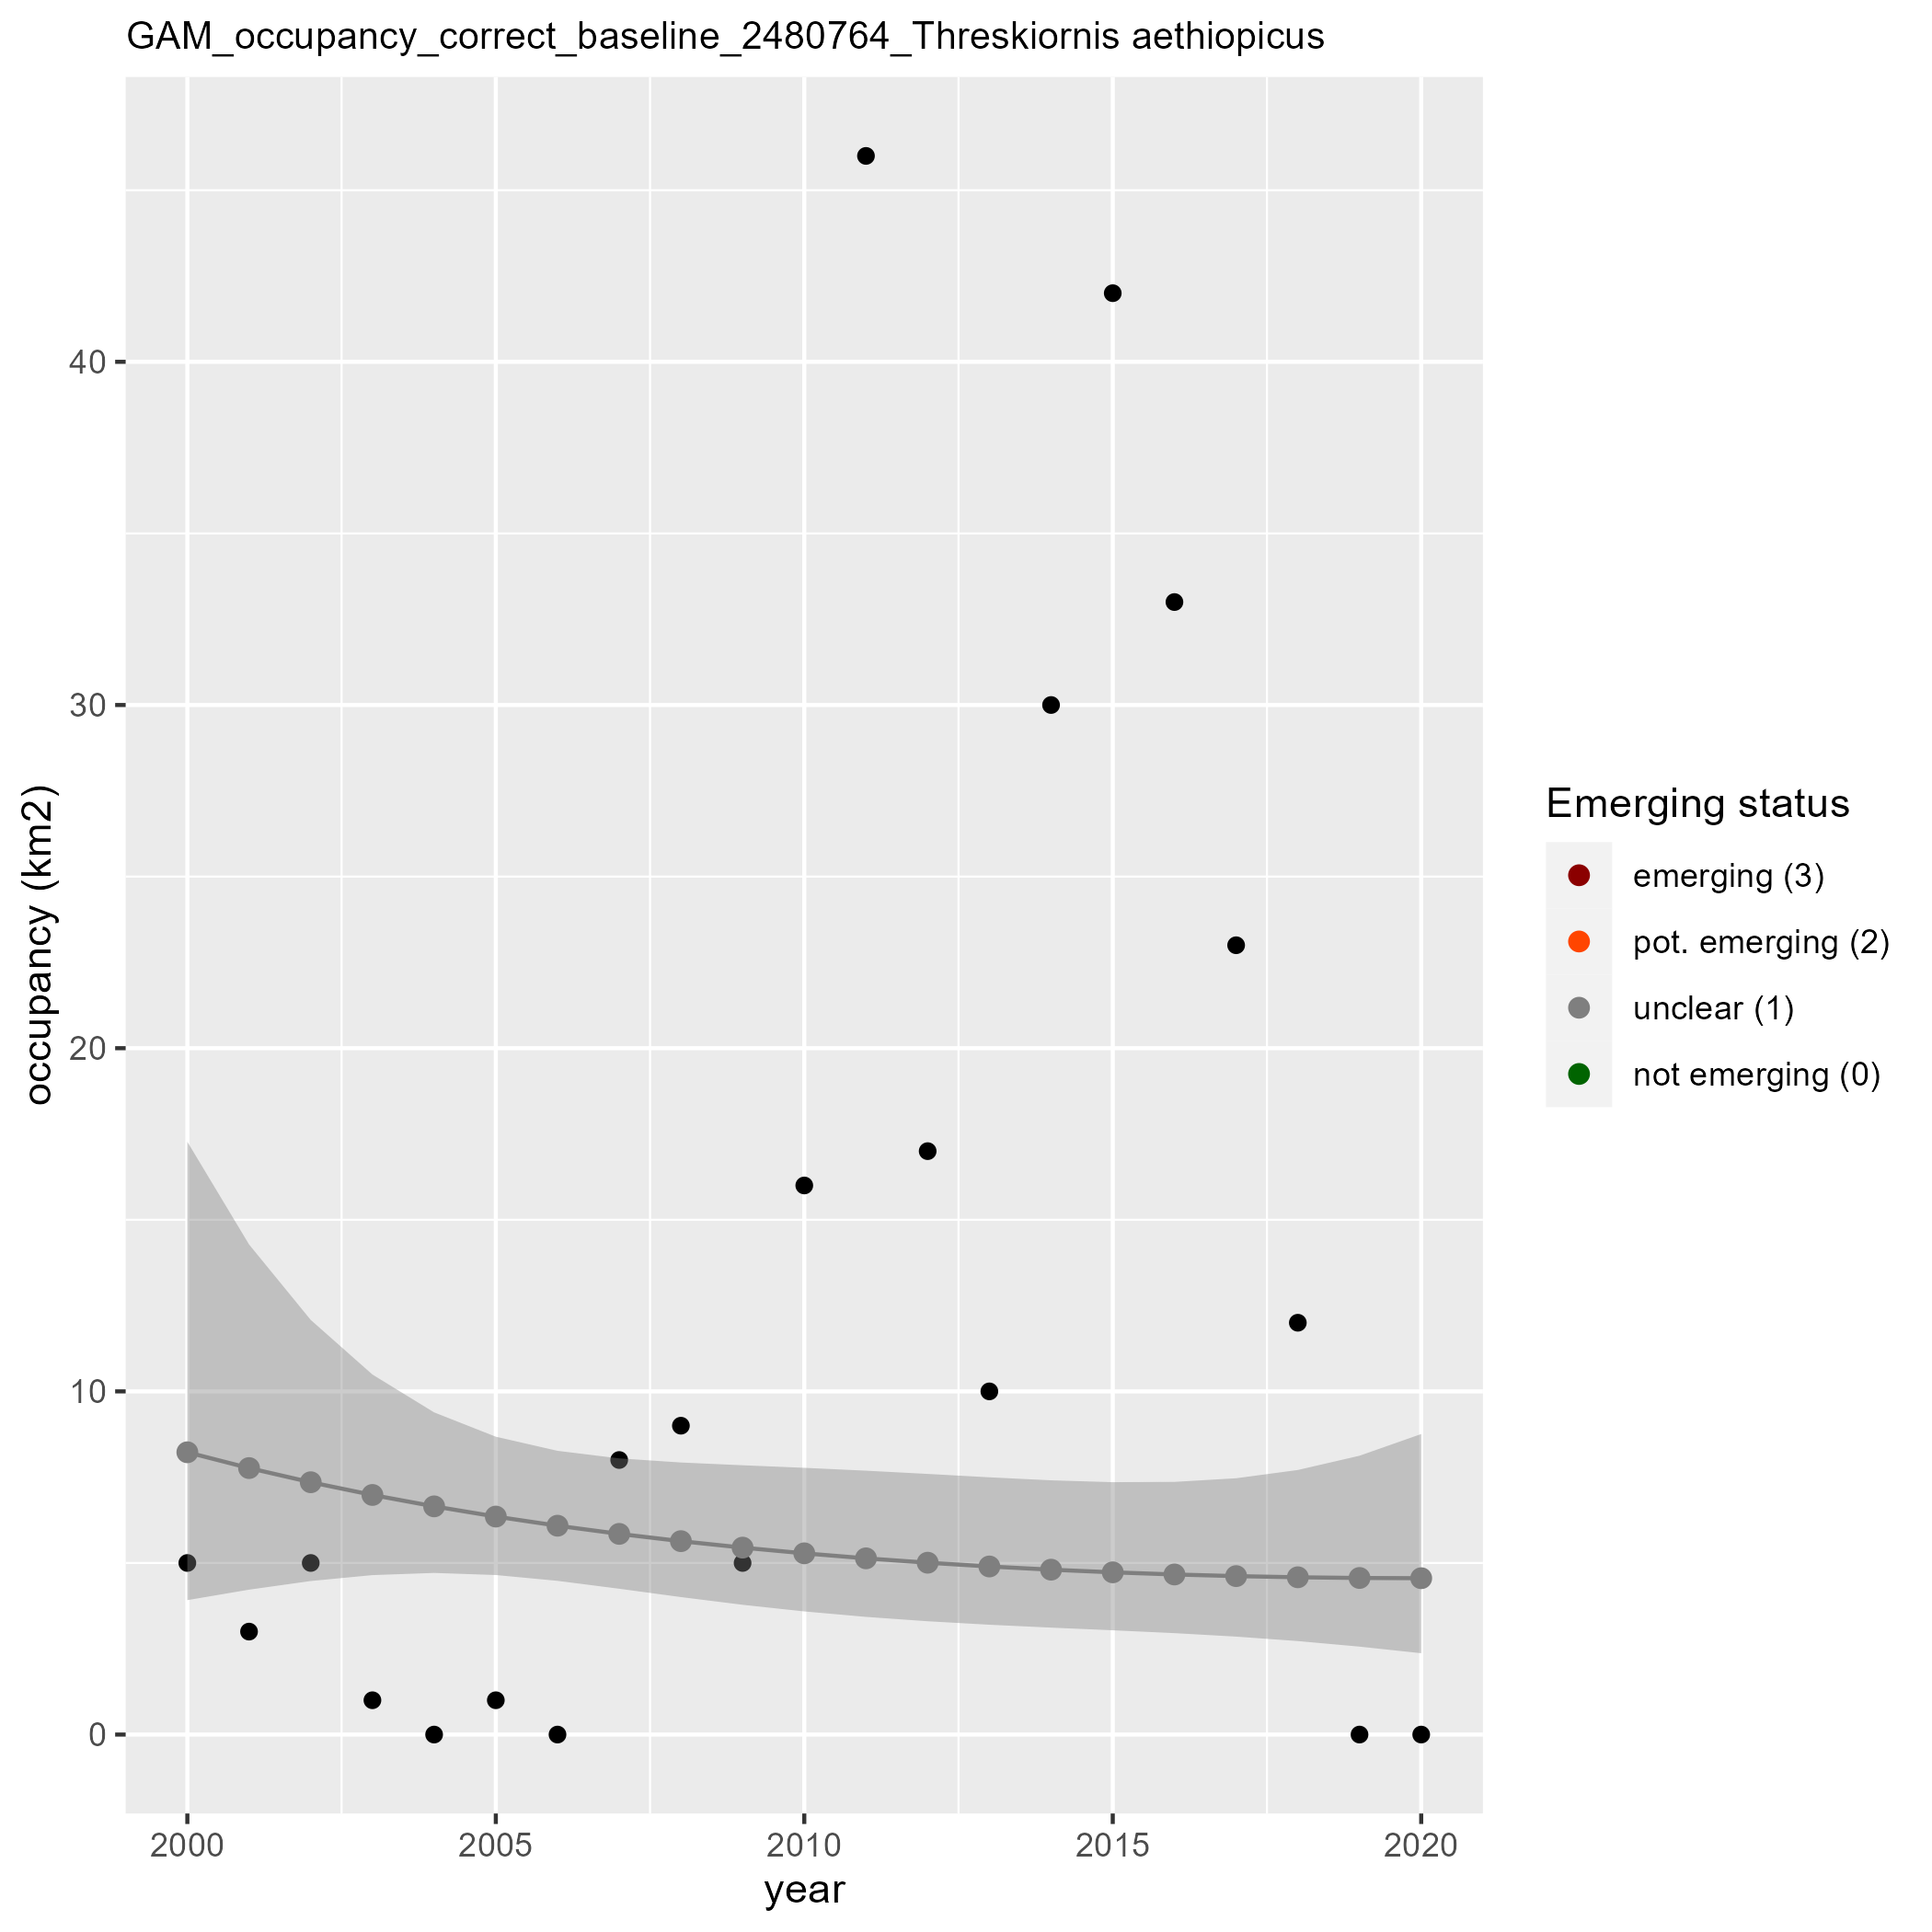 GAM_occupancy_correct_baseline_2480764_Threskiornis aethiopicus
occupancy (km2)
40
30
20
10
0
2000 2005 2010 2015 2020
year
Emerging status
emerging (3)
pot. emerging (2)
unclear (1)
not emerging (0)